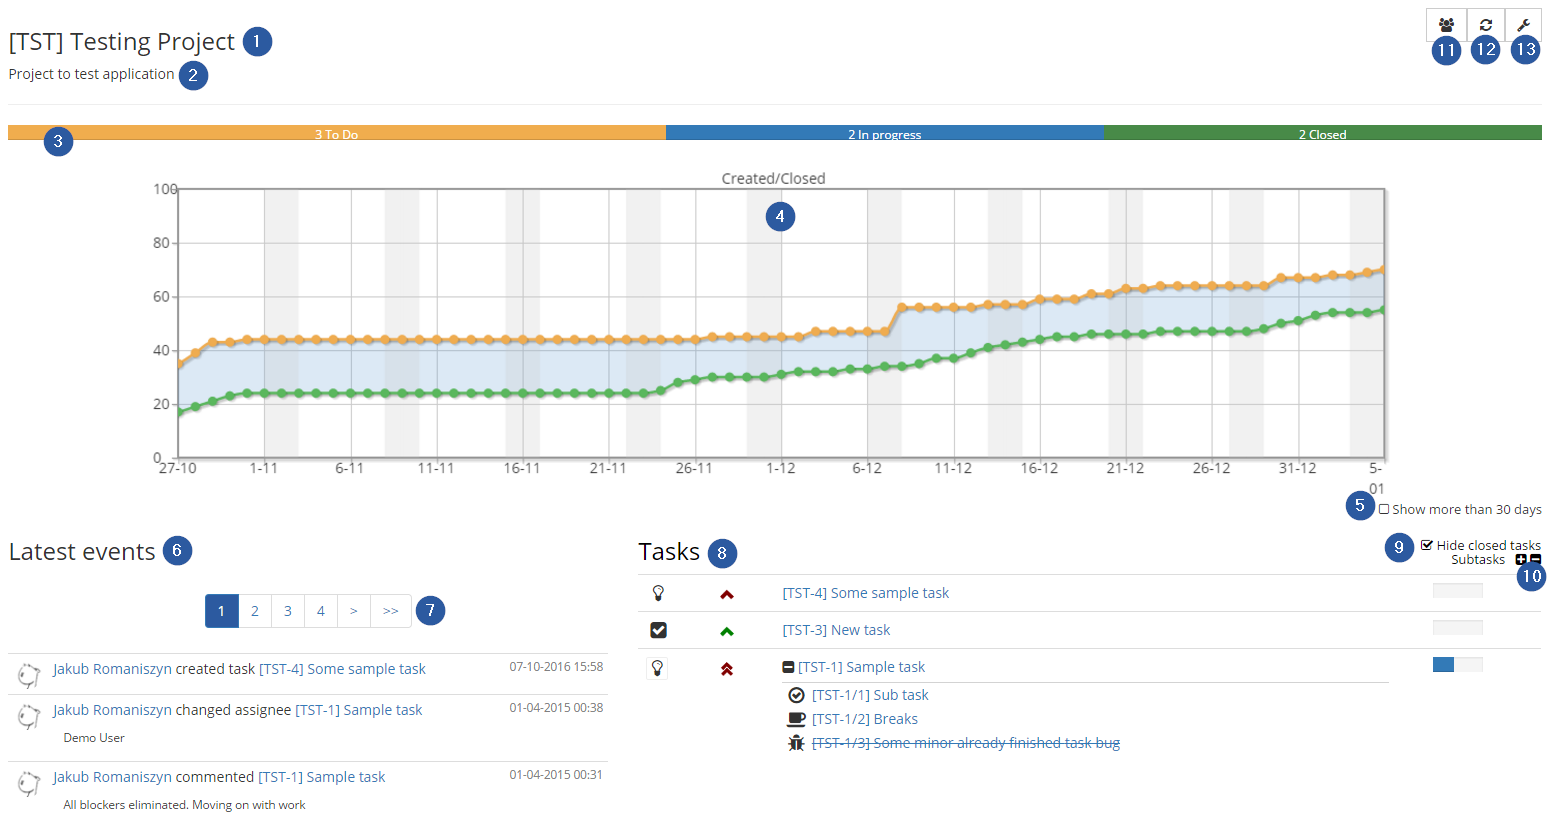 [TST] Testing Project 1
Project to test application 2
11 12 13
3 3 To Do 2 In progress 2 Closed
Created/Closed
4
100
80
60
40
20
0
27-10 1-11 6-11 11-11 16-11 21-11 26-11 1-12 6-12 11-12 16-12 21-12 26-12 31-12 5-
01
5 Show more than 30 days
Latest events 6
1 2 3 4 > >> 7
Jakub Romaniszyn created task [TST-4] Some sample task 07-10-2016 15:58
Jakub Romaniszyn changed assignee [TST-1] Sample task 01-04-2015 00:38
Demo User
Jakub Romaniszyn commented [TST-1] Sample task 01-04-2015 00:31
All blockers eliminated. Moving on with work
Tasks 8
9 Hide closed tasks
Subtasks
10
[TST-4] Some sample task
[TST-3] New task
[TST-1] Sample task
[TST-1/1] Sub task
[TST-1/2] Breaks
[TST-1/3] Some minor already finished task bug